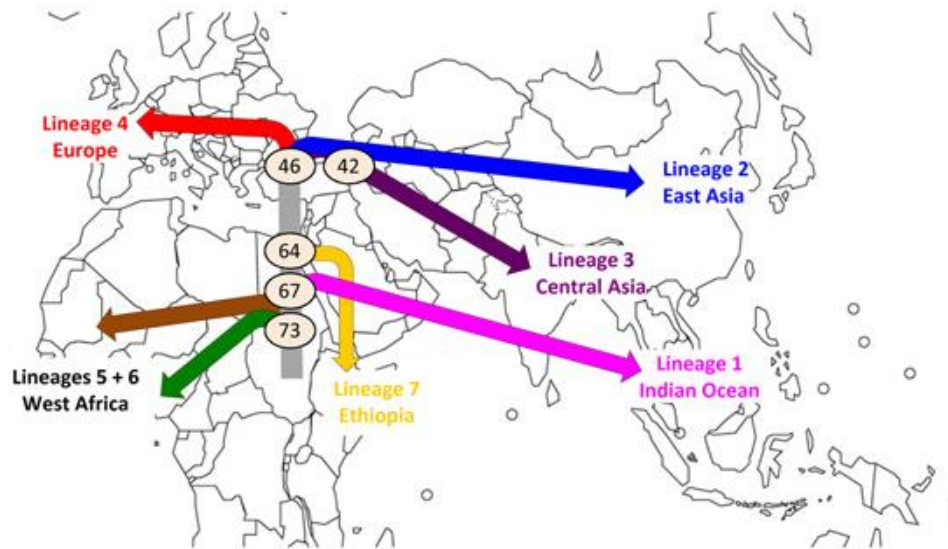 Lineage 4
Europe
46
42
Lineage 2
East Asia
64
Lineage 3
Central Asia
67
73
Lineages 5 + 6
West Africa
Lineage 7
Ethiopia
Lineage 1
Indian Ocean